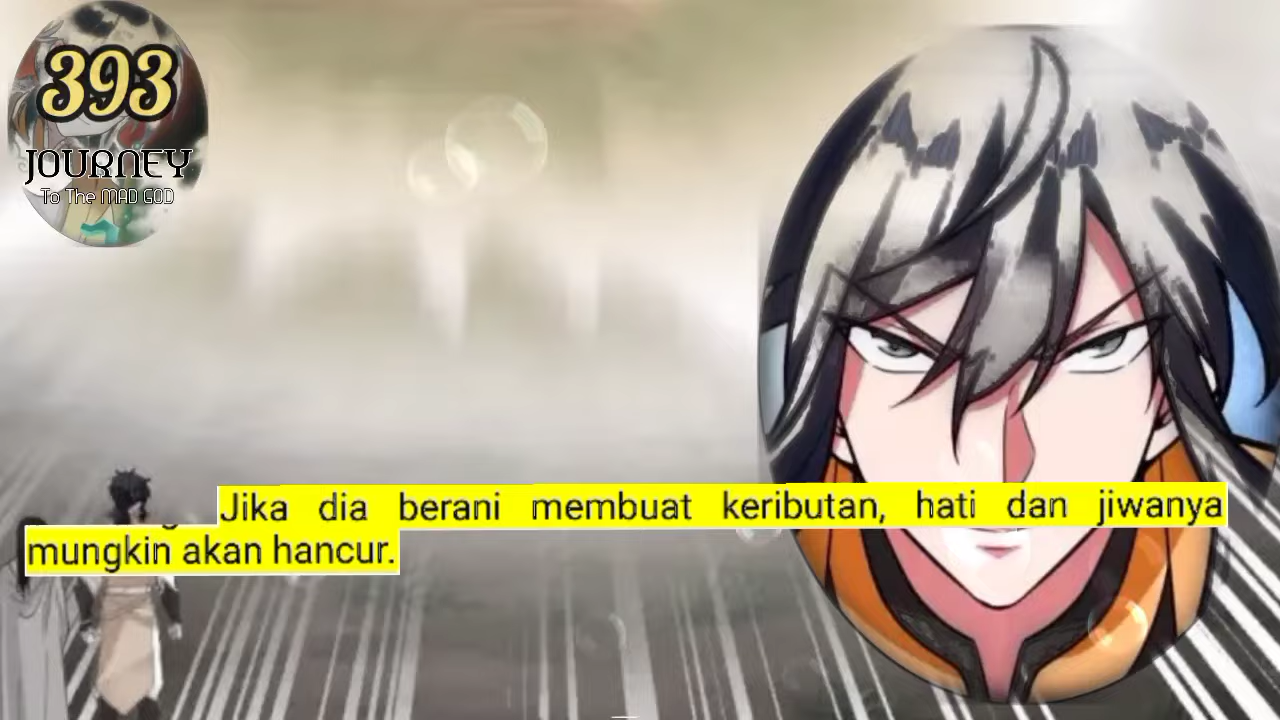 393
JOURNEY
To The MAD GOD
Jika dia berani membuat keributan, hati dan jiwanya
mungkin akan hancur.